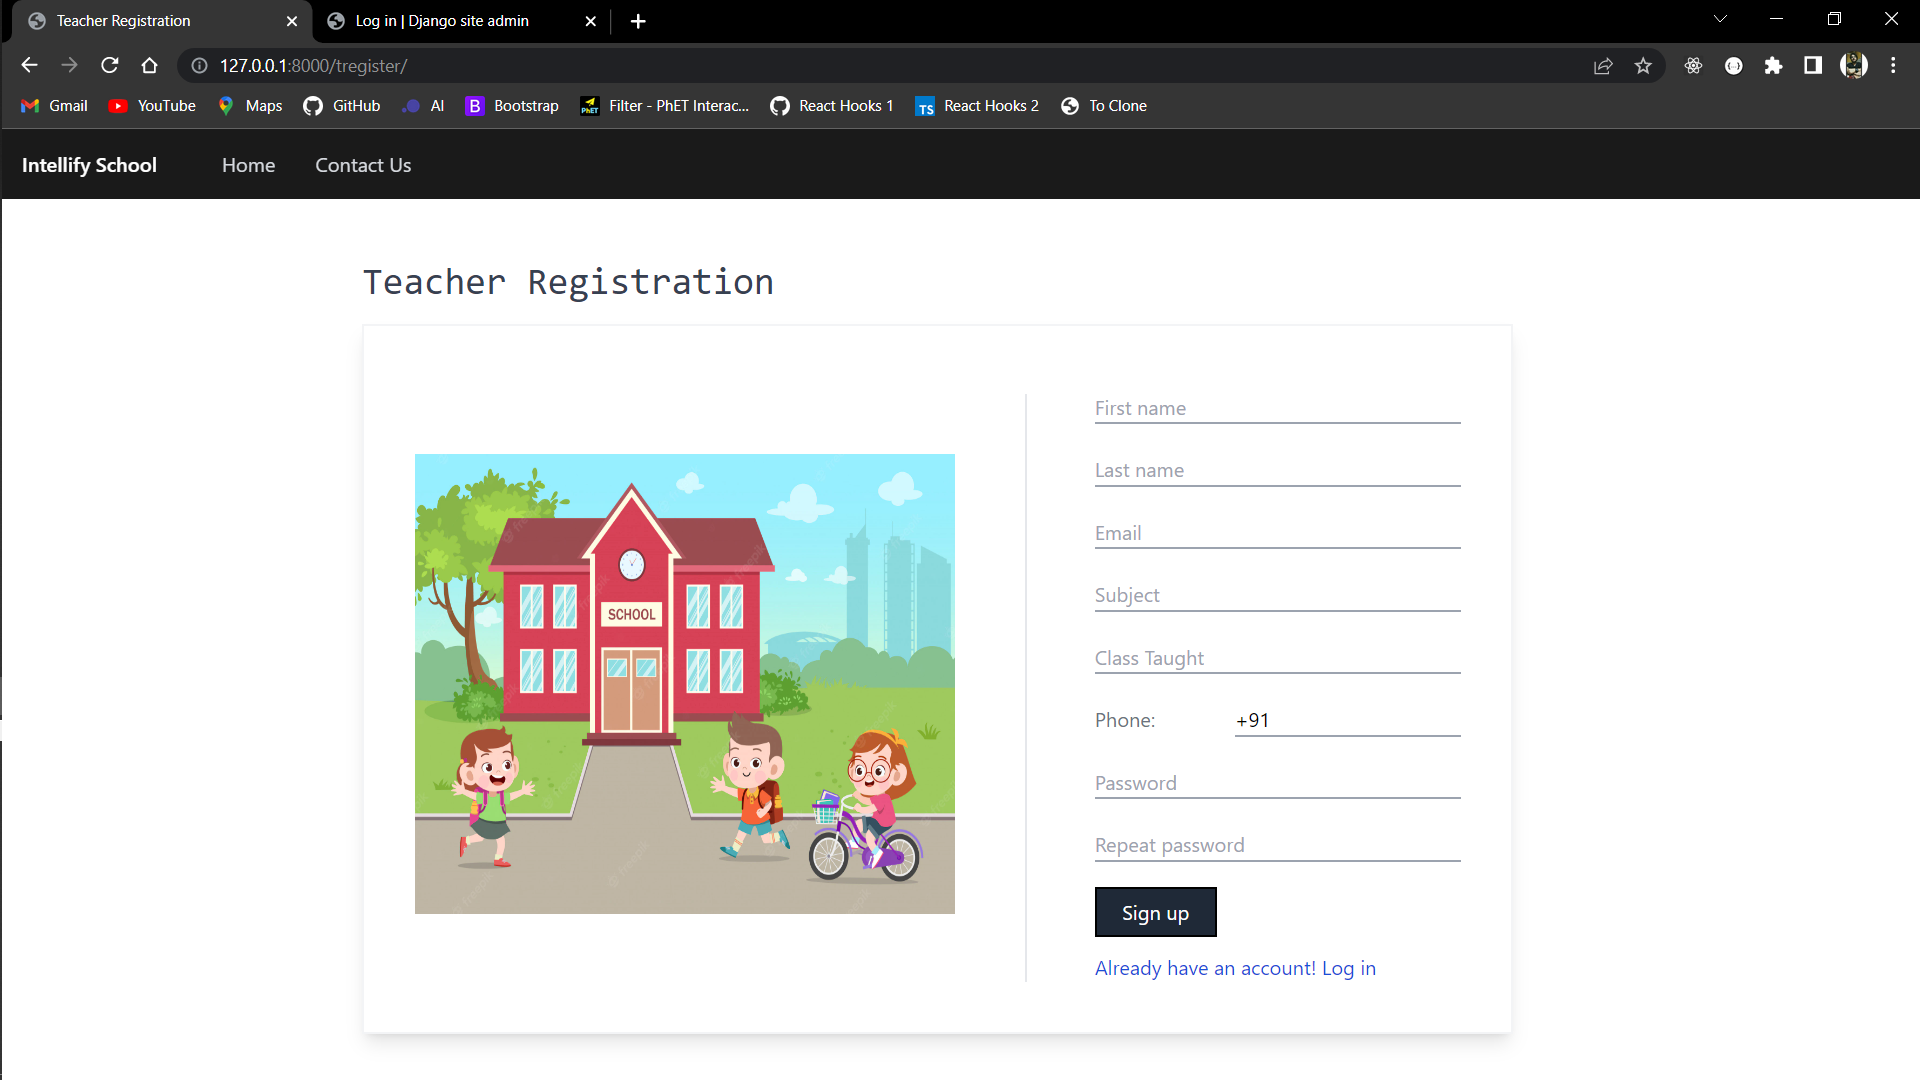 Teacher Registration
Log in | Django site admin
127.0.0.1:8000/tregister/
Gmail
YouTube
Maps
GitHub
AI
B Bootstrap
PhET Filter - PhET Interac...
React Hooks 1
TS React Hooks 2
To Clone
Intellify School
Home
Contact Us
Teacher Registration
SCHOOL
First name
Last name
Email
Subject
Class Taught
Phone: +91
Password
Repeat password
Sign up
Already have an account! Log in